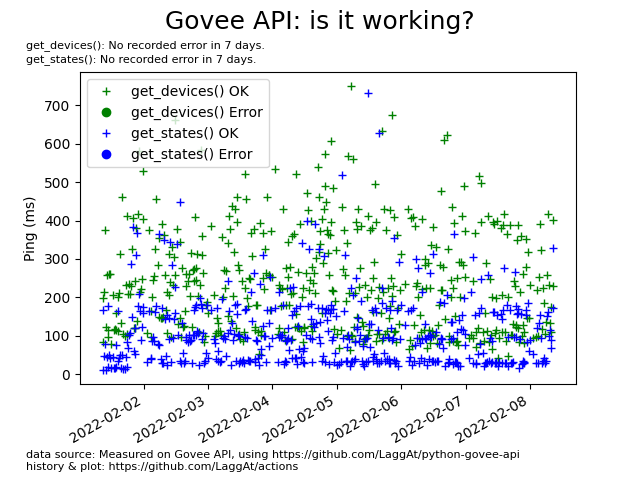 Govee API: is it working?
get_devices(): No recorded error in 7 days.
get_states(): No recorded error in 7 days.
get_devices() OK
get_devices() Error
get_states() OK
get_states() Error
Ping (ms)
700
600
500
400
300
200
100
0
2022-02-02
2022-02-03
2022-02-04
2022-02-05
2022-02-06
2022-02-07
2022-02-08
data source: Measured on Govee API, using https://github.com/LaggAt/python-govee-api
history & plot: https://github.com/LaggAt/actions